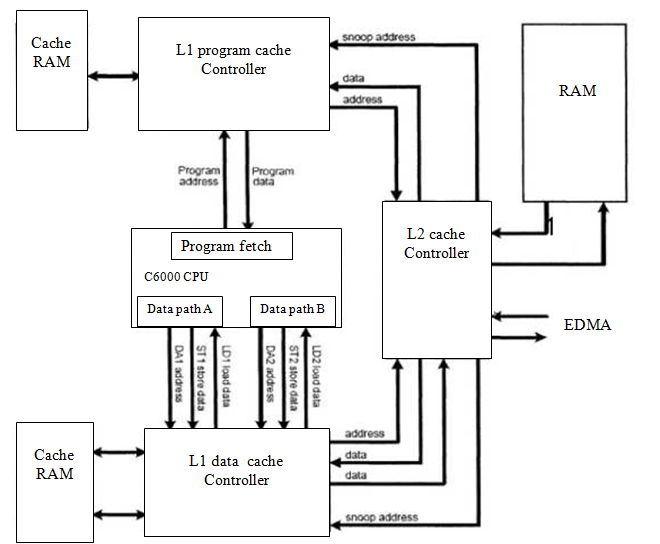 Cache
RAM
L1 program cache
Controller
snoop address
data
address
RAM
Program
address
Program
data
L2 cache
Controller
Program fetch
C6000 CPU
Data path A
Data path B
EDMA
DA1 address
ST1 store data
LD1 load data
DA2 address
ST2 store data
LD2 load data
Cache
RAM
L1 data cache
Controller
address
data
data
snoop address